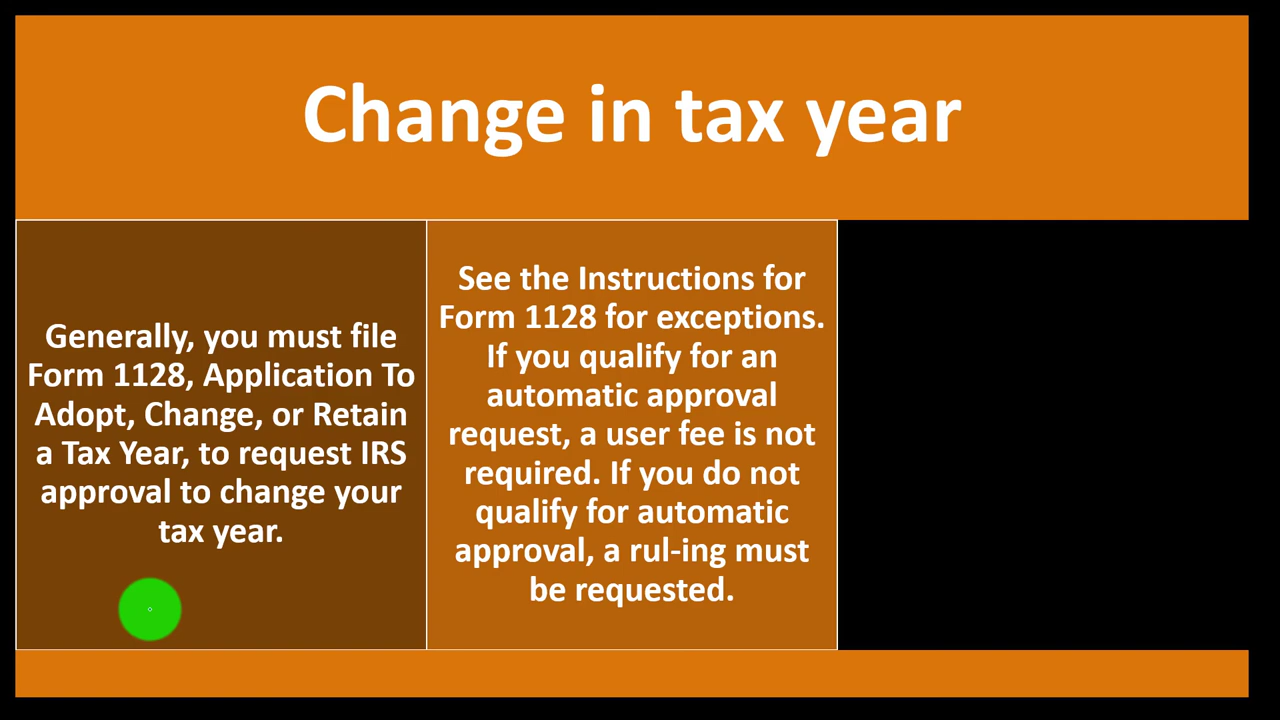 Change in tax year
Generally, you must file
Form 1128, Application To
Adopt, Change, or Retain
a Tax Year, to request IRS
approval to change your
tax year.
See the Instructions for
Form 1128 for exceptions.
If you qualify for an
automatic approval
request, a user fee is not
required. If you do not
qualify for automatic
approval, a rul-ing must
be requested.